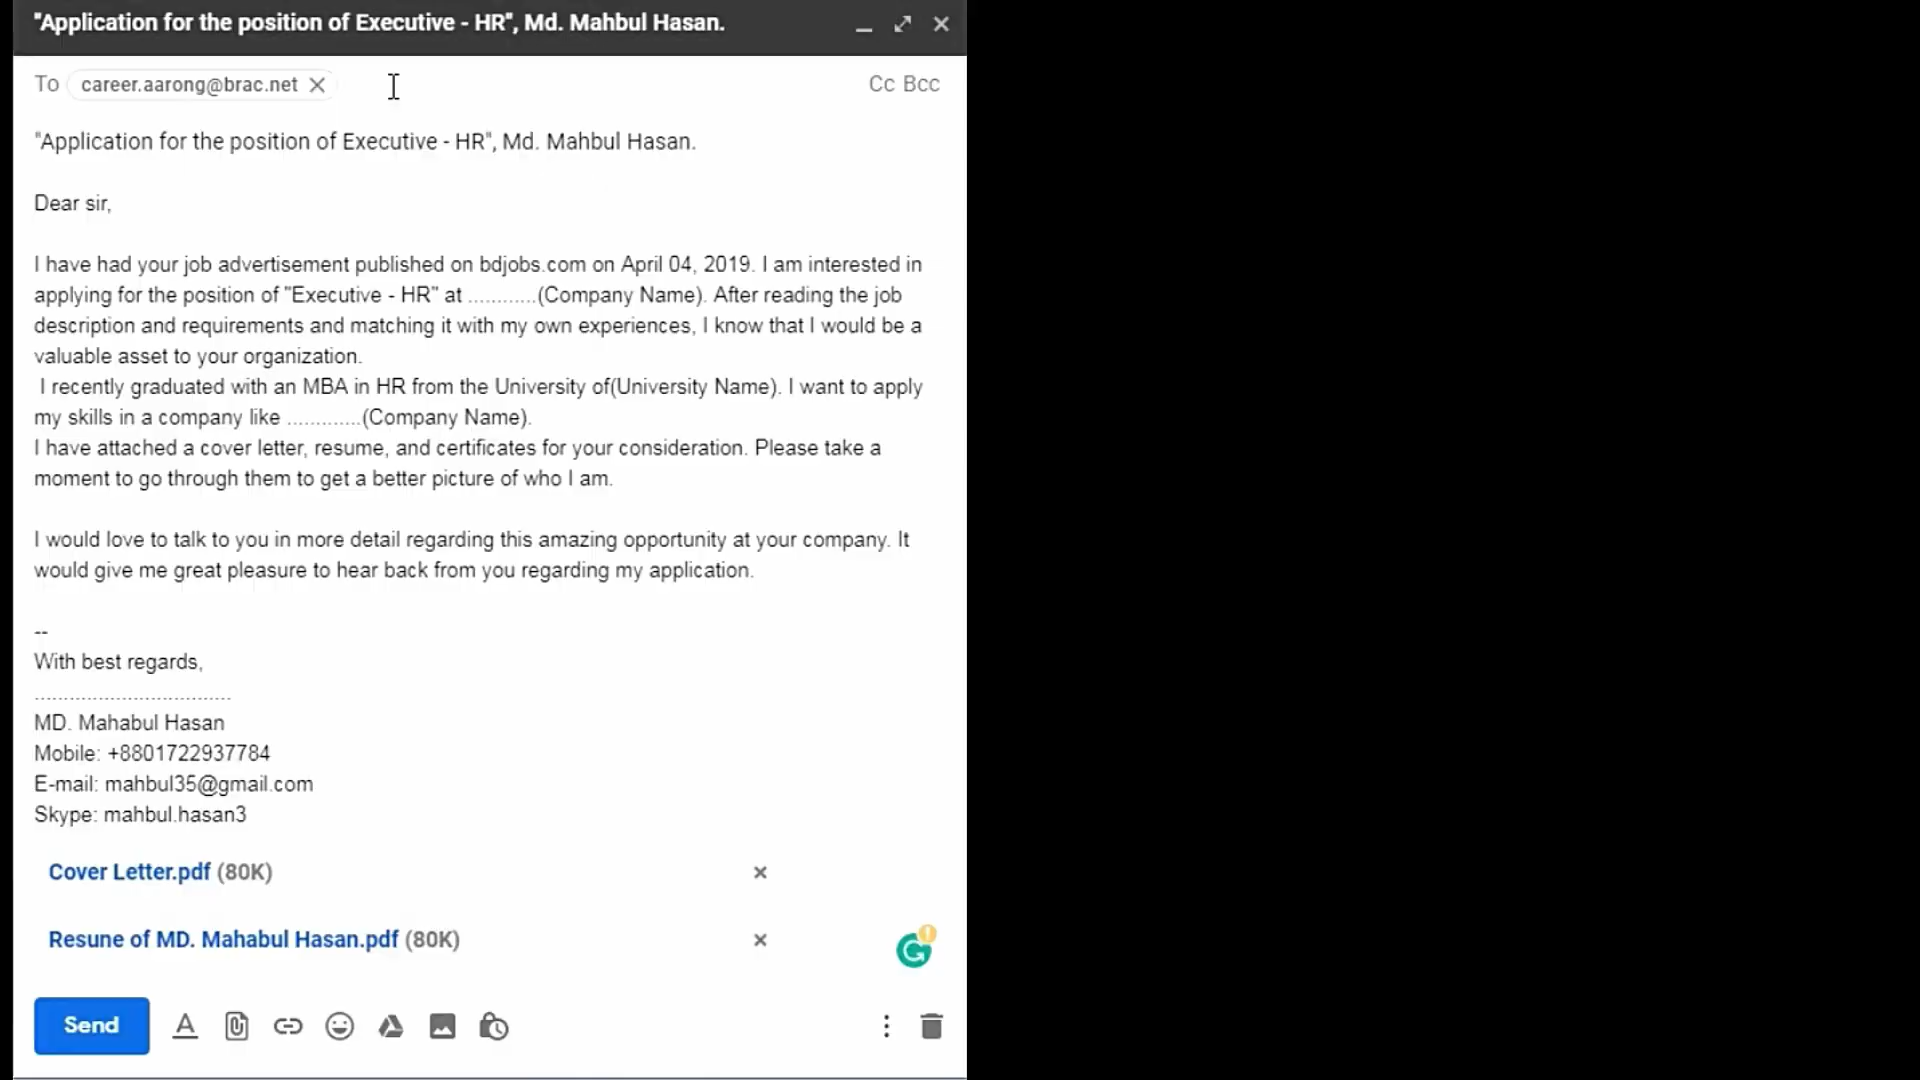 "Application for the position of Executive - HR", Md. Mahbul Hasan.
To career.aarong@brac.net
Cc Bcc
"Application for the position of Executive - HR", Md. Mahbul Hasan.
Dear sir,
I have had your job advertisement published on bdjobs.com on April 04, 2019. I am interested in
applying for the position of "Executive - HR" at ............(Company Name). After reading the job
description and requirements and matching it with my own experiences, I know that I would be a
valuable asset to your organization.
I recently graduated with an MBA in HR from the University of(University Name). I want to apply
my skills in a company like .............(Company Name).
I have attached a cover letter, resume, and certificates for your consideration. Please take a
moment to go through them to get a better picture of who I am.
I would love to talk to you in more detail regarding this amazing opportunity at your company. It
would give me great pleasure to hear back from you regarding my application.
--
With best regards,
..................................
MD. Mahabul Hasan
Mobile: +8801722937784
E-mail: mahbul35@gmail.com
Skype: mahbul.hasan3
Cover Letter.pdf (80K)
Resune of MD. Mahabul Hasan.pdf (80K)
Send